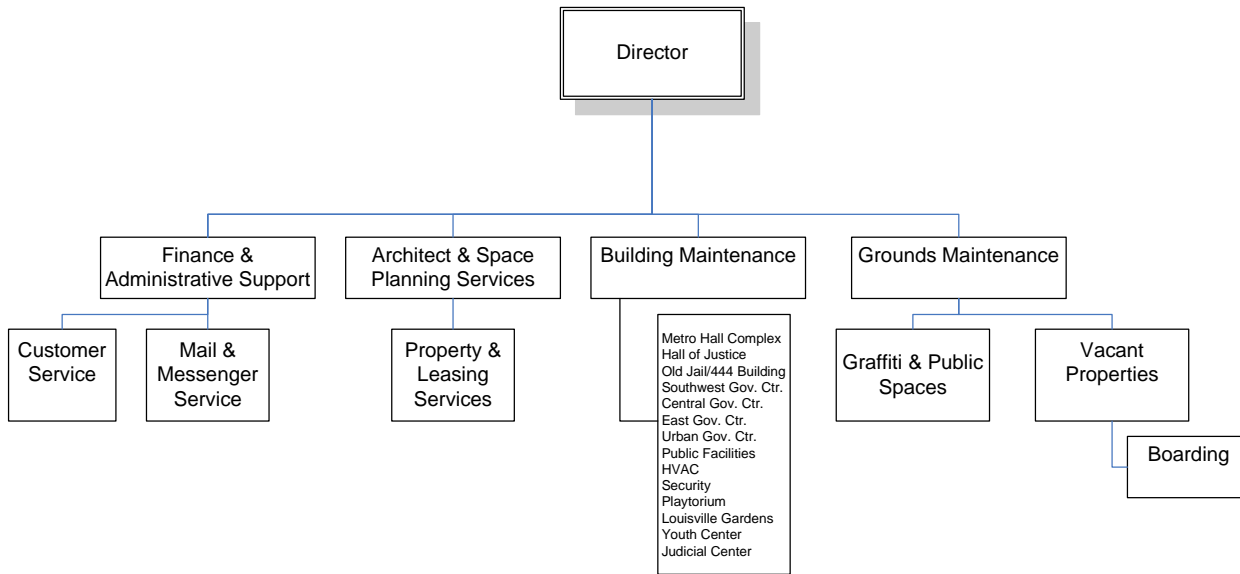 Director
Finance &
Administrative Support
Architect & Space
Planning Services
Building Maintenance
Grounds Maintenance
Customer
Service
Mail &
Messenger
Service
Property &
Leasing
Services
Metro Hall Complex
Hall of Justice
Old Jail/444 Building
Southwest Gov. Ctr.
Central Gov. Ctr.
East Gov. Ctr.
Urban Gov. Ctr.
Public Facilities
HVAC
Security
Playtorium
Louisville Gardens
Youth Center
Judicial Center
Graffiti & Public
Spaces
Vacant
Properties
Boarding